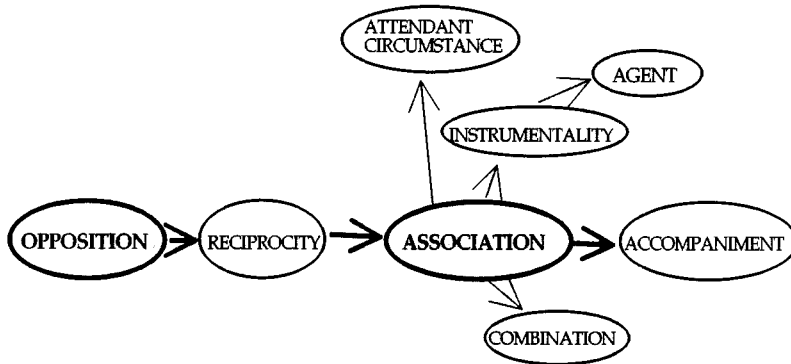 ATTENDANT
CIRCUMSTANCE
AGENT
INSTRUMENTALITY
OPPOSITION
RECIPROCITY
ASSOCIATION
ACCOMPANIMENT
COMBINATION